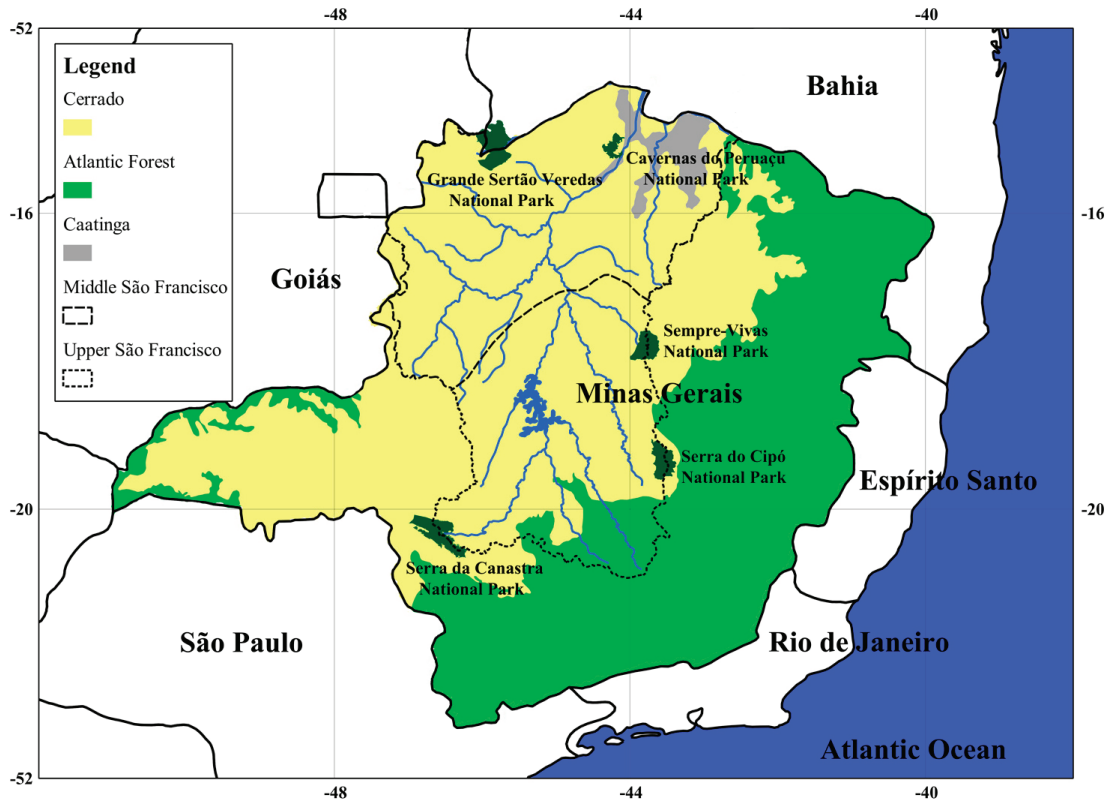 -52
-48
-44
-40
Legend
Cerrado
Atlantic Forest
Caatinga
Middle São Francisco
Upper São Francisco
Bahia
Cavernas do Peruaçu
National Park
Grande Sertão Veredas
National Park
-16
-16
Goiás
Sempre-Vivas
National Park
Minas Gerais
Serra do Cipó
National Park
Espírito Santo
-20
-20
Serra da Canastra
National Park
São Paulo
Rio de Janeiro
Atlantic Ocean
-52
-48
-44
-40